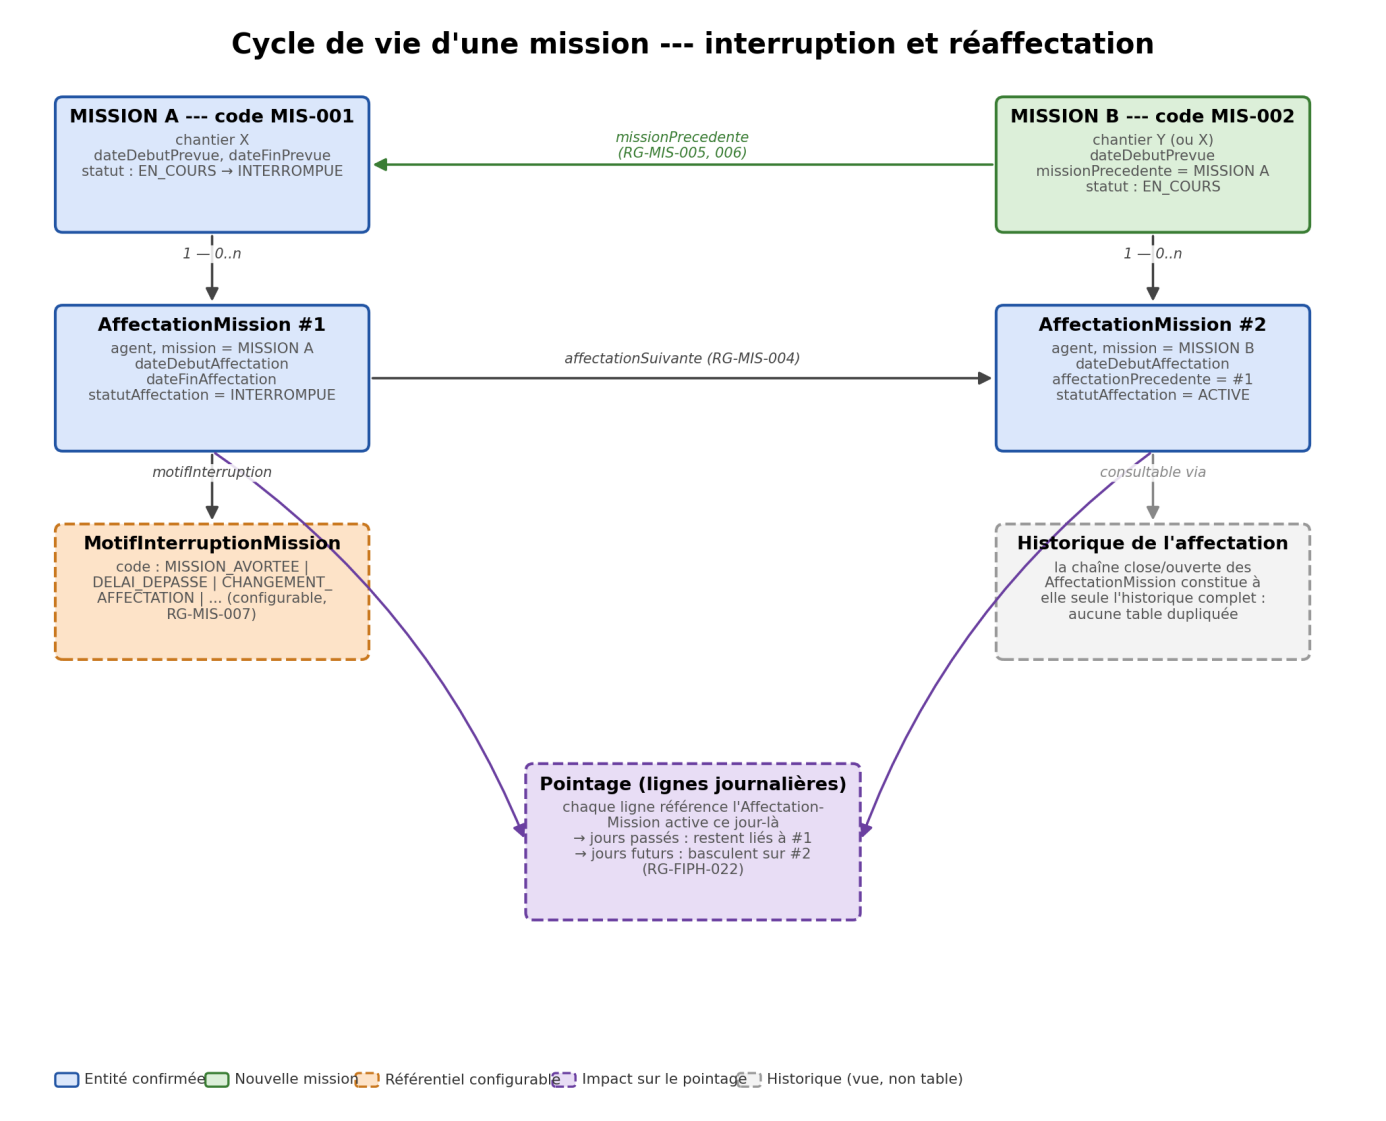 Cycle de vie d'une mission --- interruption et réaffectation
MISSION A --- code MIS-001
chantier X
dateDebutPrevue, dateFinPrevue
statut : EN_COURS → INTERROMPUE
missionPrecedente
(RG-MIS-005, 006)
MISSION B --- code MIS-002
chantier Y (ou X)
dateDebutPrevue
missionPrecedente = MISSION A
statut : EN_COURS
1 — 0..n
1 — 0..n
AffectationMission #1
agent, mission = MISSION A
dateDebutAffectation
dateFinAffectation
statutAffectation = INTERROMPUE
affectationSuivante (RG-MIS-004)
AffectationMission #2
agent, mission = MISSION B
dateDebutAffectation
affectationPrecedente = #1
statutAffectation = ACTIVE
motifInterruption
consultable via
MotifInterruptionMission
code : MISSION_AVORTEE |
DELAI_DEPASSE | CHANGEMENT_
AFFECTATION | ... (configurable,
RG-MIS-007)
Historique de l'affectation
la chaîne close/ouverte des
AffectationMission constitue à
elle seule l'historique complet :
aucune table dupliquée
Pointage (lignes journalières)
chaque ligne référence l'Affectation-
Mission active ce jour-là
→ jours passés : restent liés à #1
→ jours futurs : basculent sur #2
(RG-FIPH-022)
Entité confirmée
Nouvelle mission
Référentiel configurable
Impact sur le pointage
Historique (vue, non table)